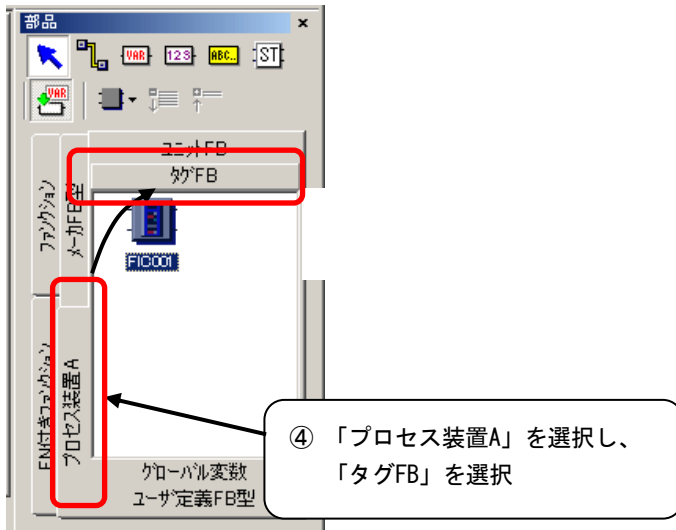 部品
VAR
123
ABC..
ST
VAR
ユニットFB
タグFB
FIC001
ファンクション
メーカFB型
EN付きファンクション
プロセス装置A
グローバル変数
ユーザ定義FB型
④ 「プロセス装置A」を選択し、
「タグFB」を選択